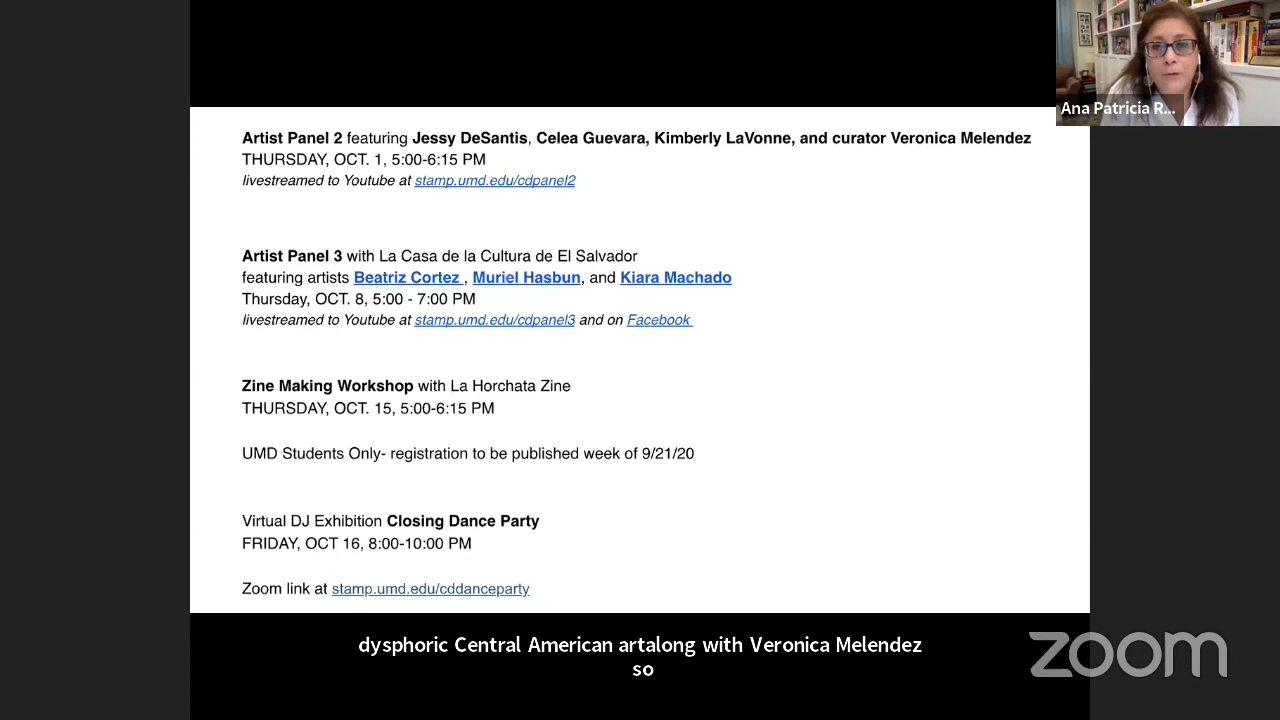 Ana Patricia R...
Artist Panel 2 featuring Jessy DeSantis, Celea Guevara, Kimberly LaVonne, and curator Veronica Melendez
THURSDAY, OCT. 1, 5:00-6:15 PM
livestreamed to Youtube at stamp.umd.edu/cdpanel2
Artist Panel 3 with La Casa de la Cultura de El Salvador
featuring artists Beatriz Cortez , Muriel Hasbun, and Kiara Machado
Thursday, OCT. 8, 5:00 - 7:00 PM
livestreamed to Youtube at stamp.umd.edu/cdpanel3 and on Facebook
Zine Making Workshop with La Horchata Zine
THURSDAY, OCT. 15, 5:00-6:15 PM
UMD Students Only- registration to be published week of 9/21/20
Virtual DJ Exhibition Closing Dance Party
FRIDAY, OCT 16, 8:00-10:00 PM
Zoom link at stamp.umd.edu/cddanceparty
dysphoric Central American artalong with Veronica Melendez
so
zoom